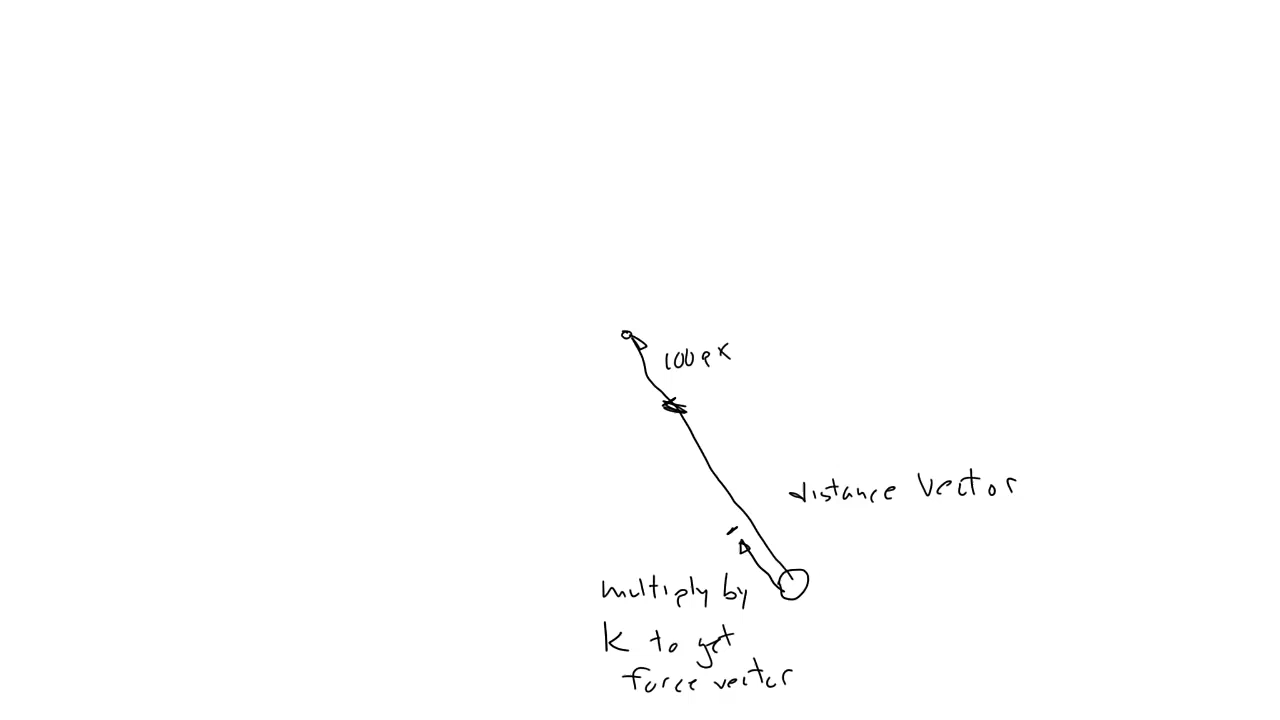 100px
distance vector
multiply by
k to get
force vector